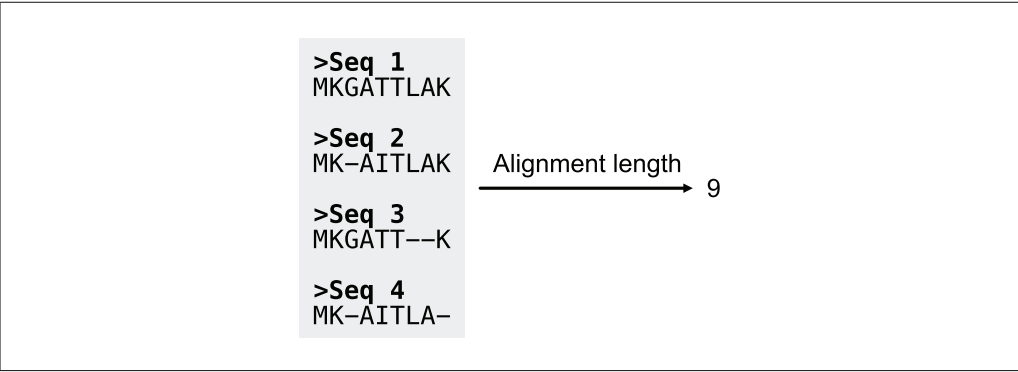 >Seq 1
MKGATTLAK
>Seq 2
MK-AITLAK
>Seq 3
MKGATT--K
>Seq 4
MK-AITLA-
Alignment length
9